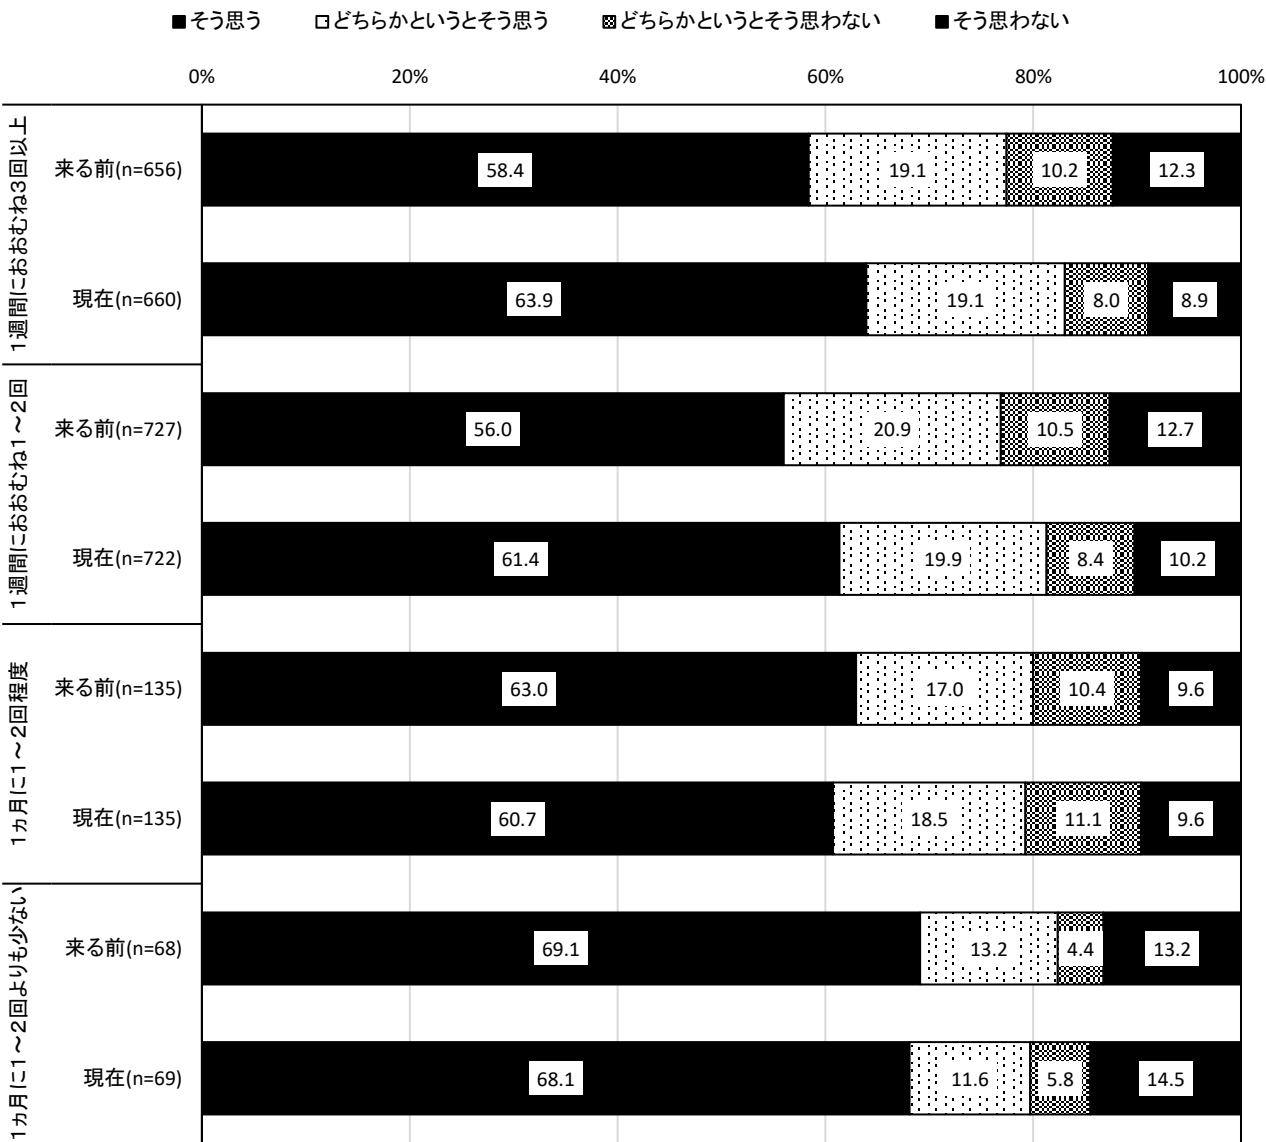 ■そう思う □どちらかというとそう思う ▩どちらかというとそう思わない ■そう思わない
0% 20% 40% 60% 80% 100%
1週間におおむね3回以上
来る前(n=656) 58.4 19.1 10.2 12.3
現在(n=660) 63.9 19.1 8.0 8.9
1週間におおむね1～2回
来る前(n=727) 56.0 20.9 10.5 12.7
現在(n=722) 61.4 19.9 8.4 10.2
1ヵ月に1～2回程度
来る前(n=135) 63.0 17.0 10.4 9.6
現在(n=135) 60.7 18.5 11.1 9.6
1ヵ月に1～2回よりも少ない
来る前(n=68) 69.1 13.2 4.4 13.2
現在(n=69) 68.1 11.6 5.8 14.5